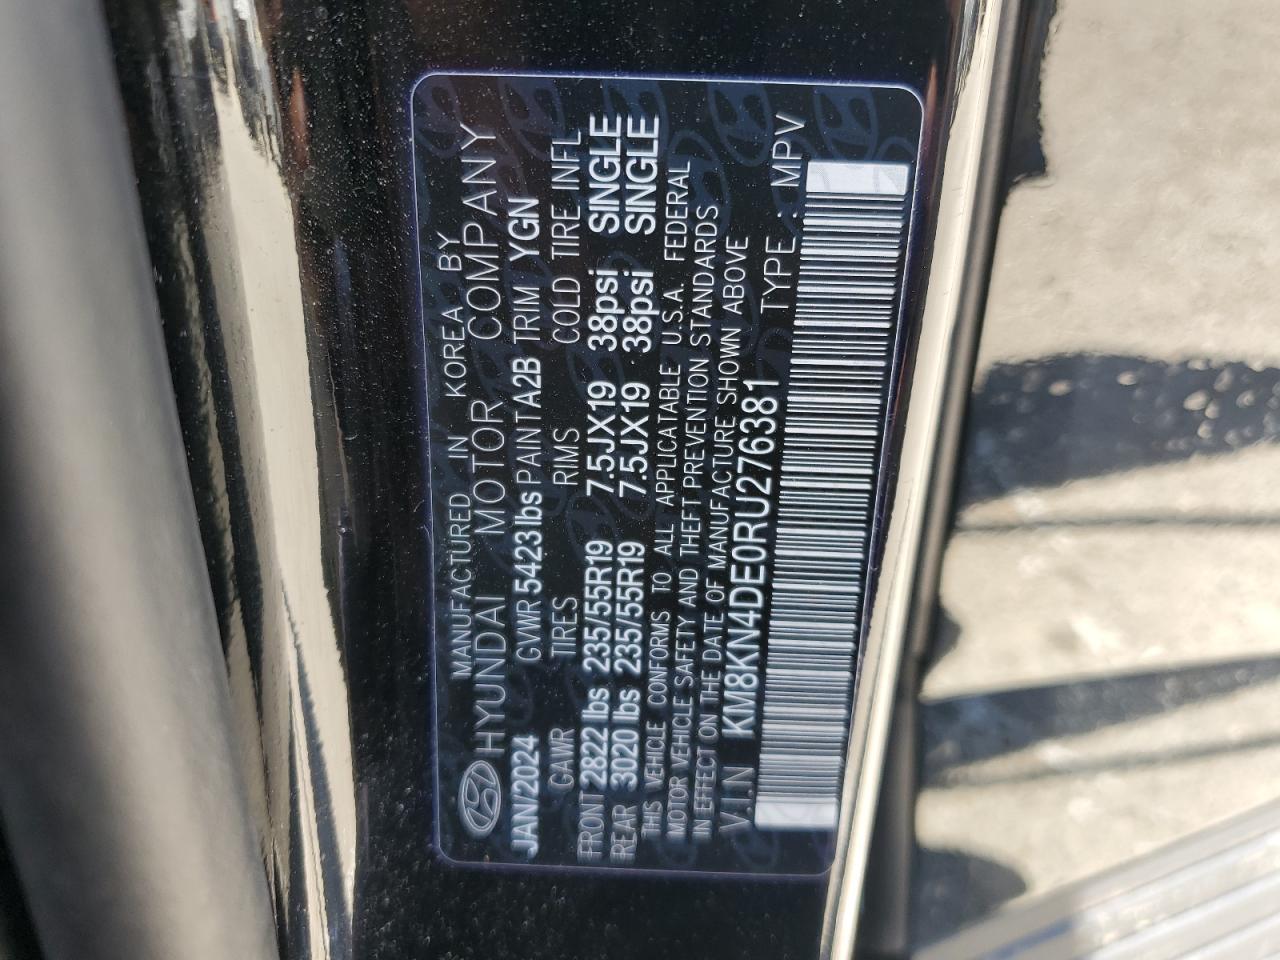 MANUFACTURED IN KOREA BY
HYUNDAI MOTOR COMPANY
JAN/2024 GVWR 5423lbs PAINT A2B TRIM YGN
GAWR TIRES RIMS COLD TIRE INFL
FRONT 2822 lbs 235/55R19 7.5JX19 38psi SINGLE
REAR 3020 lbs 235/55R19 7.5JX19 38psi SINGLE
THIS VEHICLE CONFORMS TO ALL APPLICATABLE U.S.A. FEDERAL
MOTOR VEHICLE SAFETY AND THEFT PREVENTION STANDARDS
IN EFFECT ON THE DATE OF MANUFACTURE SHOWN ABOVE
V.I.N KM8KN4DE0RU276381 TYPE : MPV